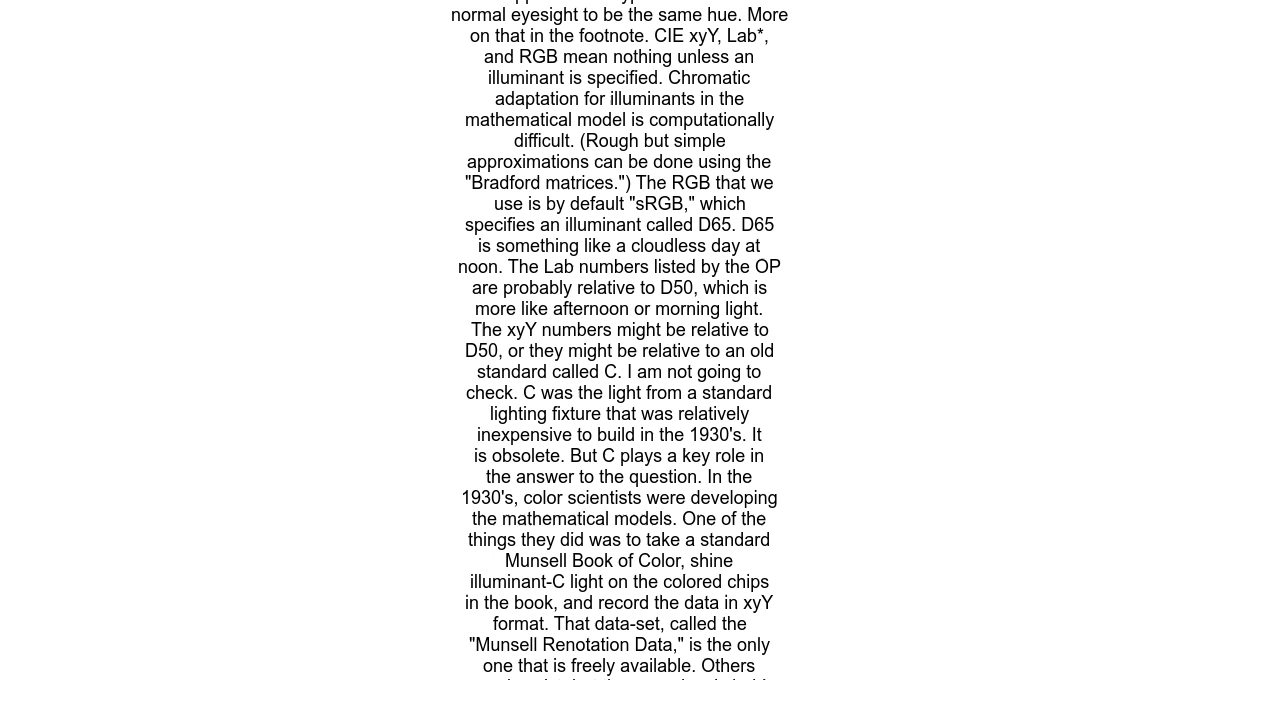 normal eyesight to be the same hue. More
on that in the footnote. CIE xyY, Lab*,
and RGB mean nothing unless an
illuminant is specified. Chromatic
adaptation for illuminants in the
mathematical model is computationally
difficult. (Rough but simple
approximations can be done using the
"Bradford matrices.") The RGB that we
use is by default "sRGB," which
specifies an illuminant called D65. D65
is something like a cloudless day at
noon. The Lab numbers listed by the OP
are probably relative to D50, which is
more like afternoon or morning light.
The xyY numbers might be relative to
D50, or they might be relative to an old
standard called C. I am not going to
check. C was the light from a standard
lighting fixture that was relatively
inexpensive to build in the 1930's. It
is obsolete. But C plays a key role in
the answer to the question. In the
1930's, color scientists were developing
the mathematical models. One of the
things they did was to take a standard
Munsell Book of Color, shine
illuminant-C light on the colored chips
in the book, and record the data in xyY
format. That data-set, called the
"Munsell Renotation Data," is the only
one that is freely available. Others